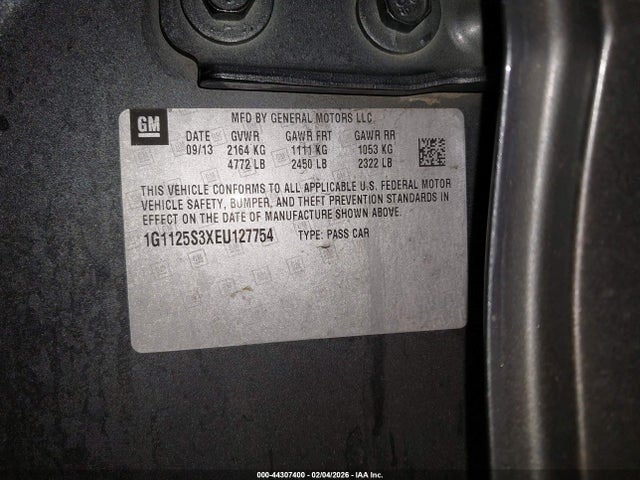 GM
MFD BY GENERAL MOTORS LLC.
DATE GVWR GAWR FRT GAWR RR
09/13 2164 KG 1111 KG 1053 KG
4772 LB 2450 LB 2322 LB
THIS VEHICLE CONFORMS TO ALL APPLICABLE U.S. FEDERAL MOTOR
VEHICLE SAFETY, BUMPER, AND THEFT PREVENTION STANDARDS IN
EFFECT ON THE DATE OF MANUFACTURE SHOWN ABOVE.
1G1125S3XEU127754 TYPE: PASS CAR
000-44307400 - 02/04/2026 - IAA Inc.